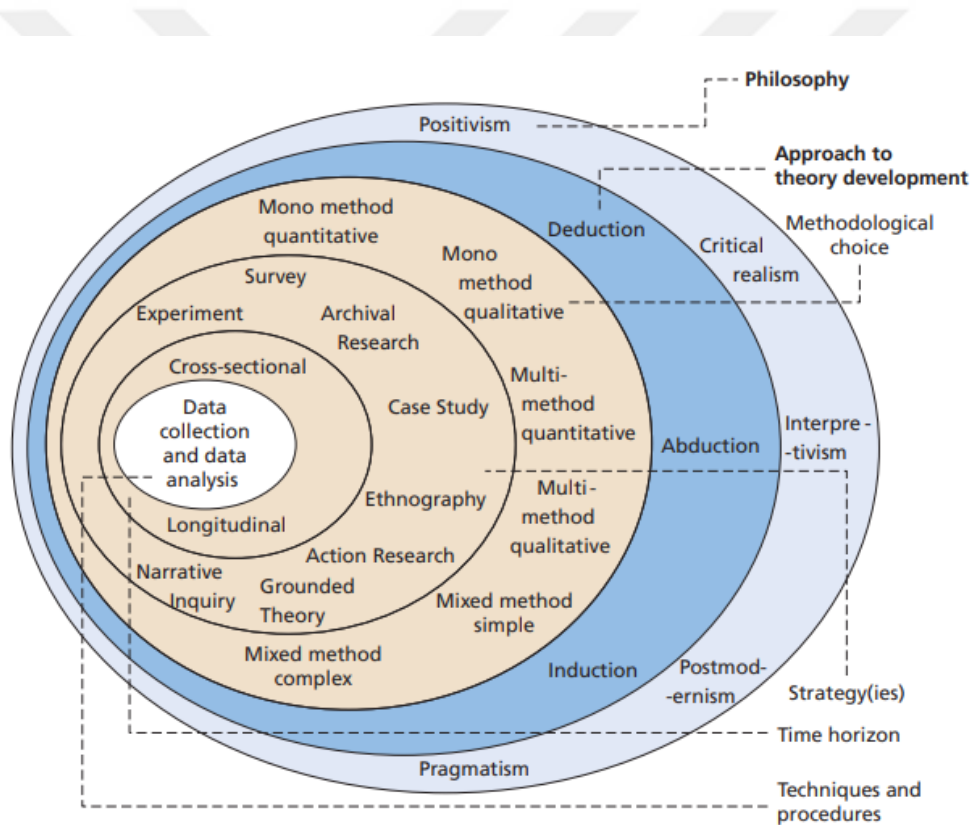 Philosophy
Positivism
Approach to
theory development
Mono method
quantitative
Deduction
Methodological
choice
Critical
realism
Mono
method
qualitative
Survey
Experiment
Archival
Research
Cross-sectional
Multi-
method
quantitative
Data
collection
and data
analysis
Case Study
Interpre-
-tivism
Abduction
Ethnography
Multi-
method
qualitative
Longitudinal
Action Research
Narrative
Inquiry
Grounded
Theory
Mixed method
simple
Mixed method
complex
Induction
Postmod-
-ernism
Strategy(ies)
Time horizon
Pragmatism
Techniques and
procedures